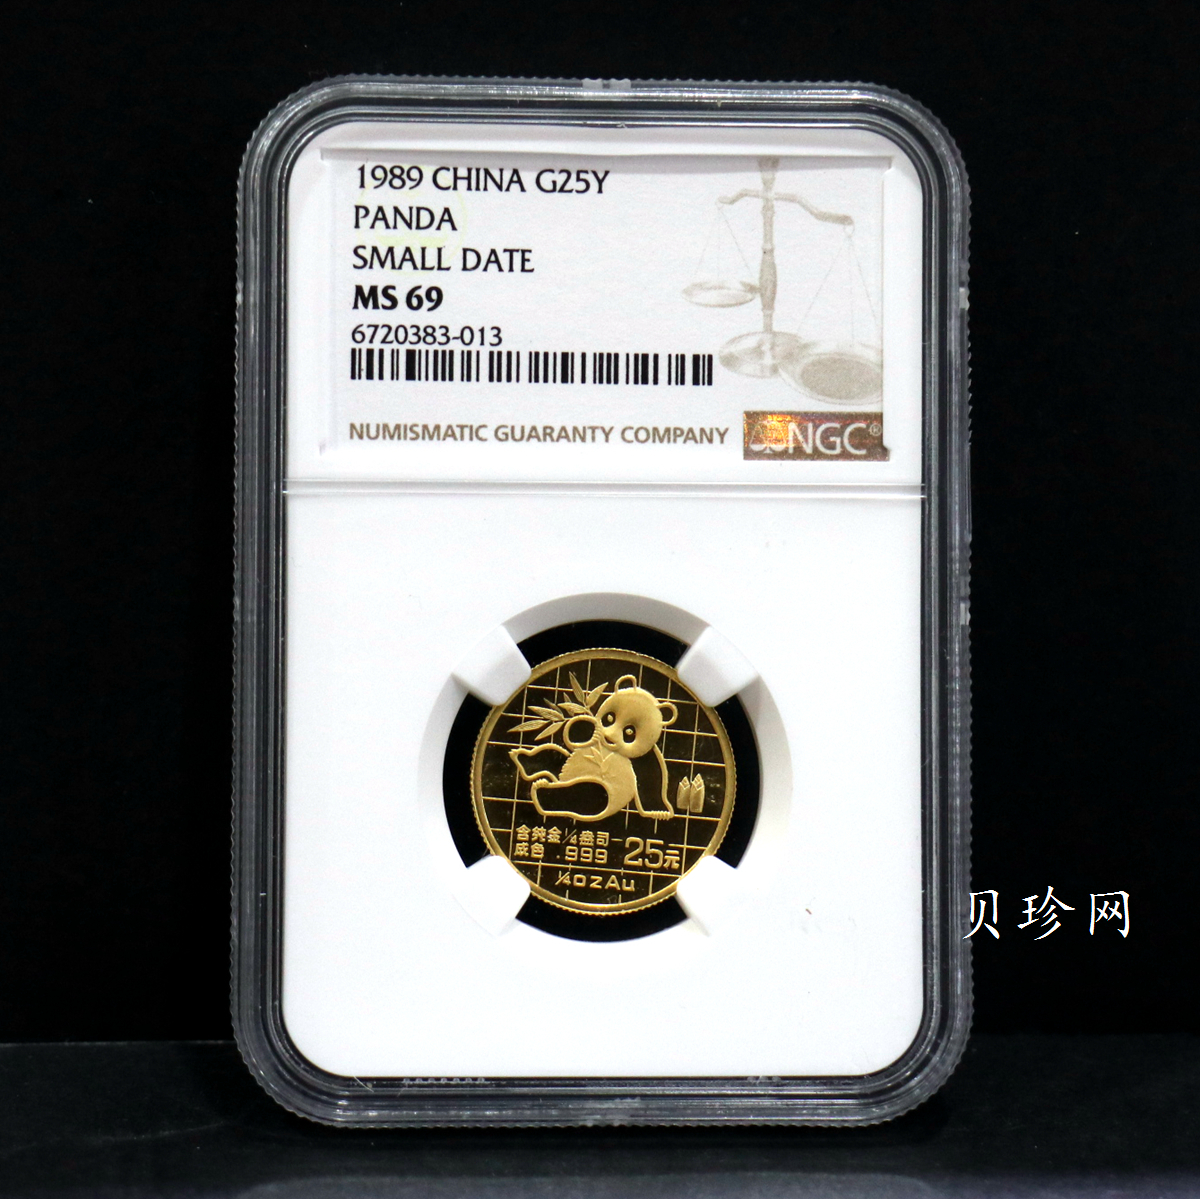 1989 CHINA G25Y
PANDA
SMALL DATE
MS 69
6720383-013
NUMISMATIC GUARANTY COMPANY
NGC®
含纯金1/4盎司
成色 .999 25元
1/4ozAu
贝珍网